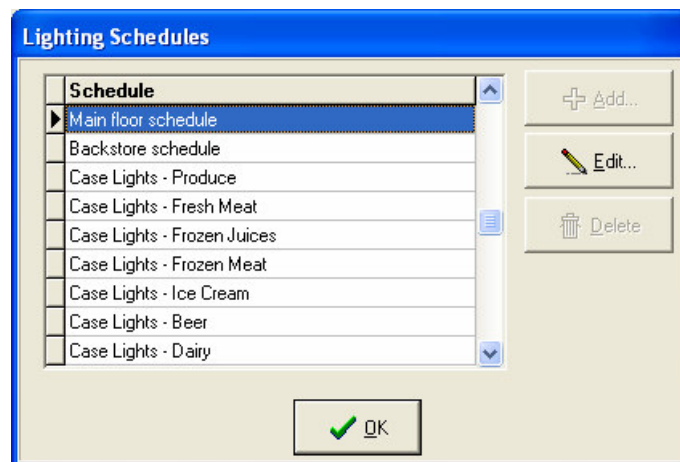 Lighting Schedules
Schedule
Main floor schedule
Backstore schedule
Case Lights - Produce
Case Lights - Fresh Meat
Case Lights - Frozen Juices
Case Lights - Frozen Meat
Case Lights - Ice Cream
Case Lights - Beer
Case Lights - Dairy
Add...
Edit...
Delete
OK